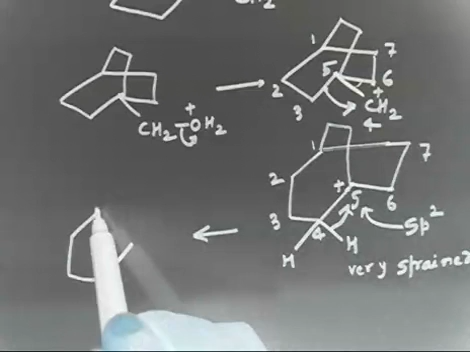 CH₂
1
7
5
6
2
3
+
CH₂
4
+
CH₂-OH₂
1
7
2
+
5
6
3
4
Sp²
H
H
very straine